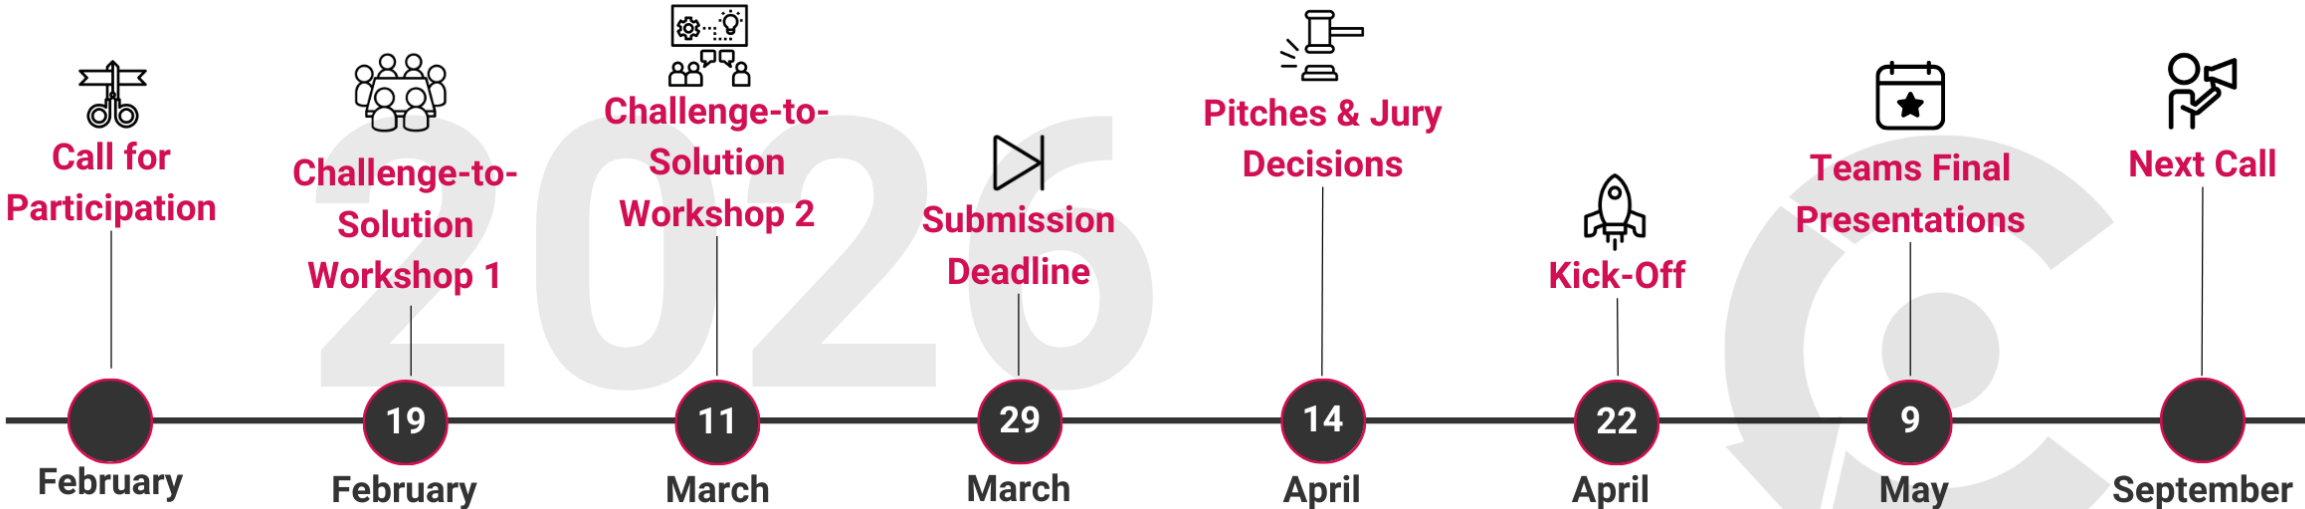 2026
Call for
Participation
February
Challenge-to-
Solution
Workshop 1
19
February
Challenge-to-
Solution
Workshop 2
11
March
Submission
Deadline
29
March
Pitches & Jury
Decisions
14
April
Kick-Off
22
April
Teams Final
Presentations
9
May
Next Call
September